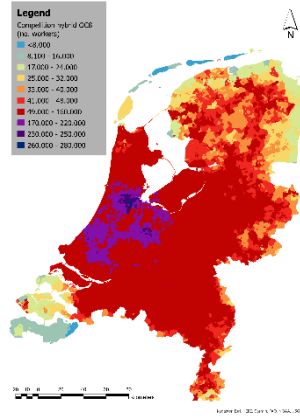 Legend
Competition hybrid OCB
(no. workers)
<8.000
8.100 - 16.000
17.000 - 24.000
25.000 - 32.000
33.000 - 40.000
41.000 - 48.000
49.000 - 160.000
170.000 - 220.000
230.000 - 250.000
260.000 - 280.000
N